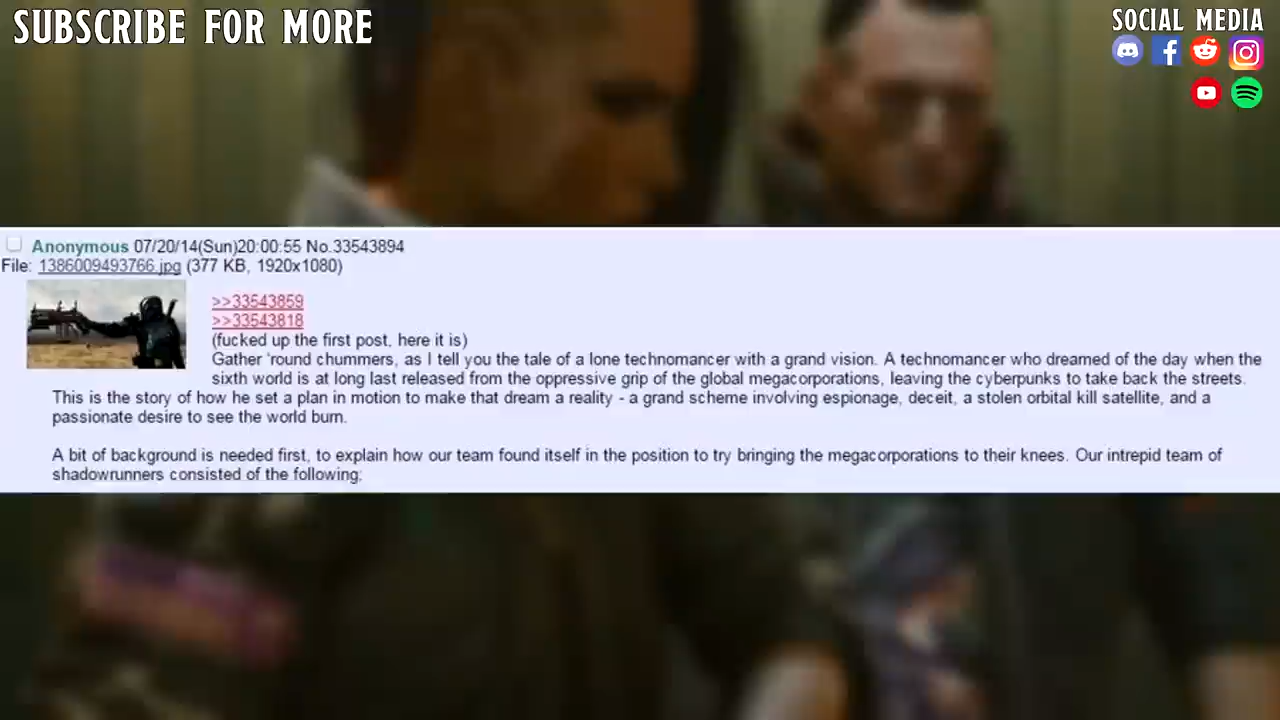 SUBSCRIBE FOR MORE
SOCIAL MEDIA
Anonymous 07/20/14(Sun)20:00:55 No.33543894
File: 1386009493766.jpg (377 KB, 1920x1080)
>>33543859
>>33543818
(fucked up the first post, here it is)
Gather 'round chummers, as I tell you the tale of a lone technomancer with a grand vision. A technomancer who dreamed of the day when the
sixth world is at long last released from the oppressive grip of the global megacorporations, leaving the cyberpunks to take back the streets.
This is the story of how he set a plan in motion to make that dream a reality - a grand scheme involving espionage, deceit, a stolen orbital kill satellite, and a
passionate desire to see the world burn.
A bit of background is needed first, to explain how our team found itself in the position to try bringing the megacorporations to their knees. Our intrepid team of
shadowrunners consisted of the following;